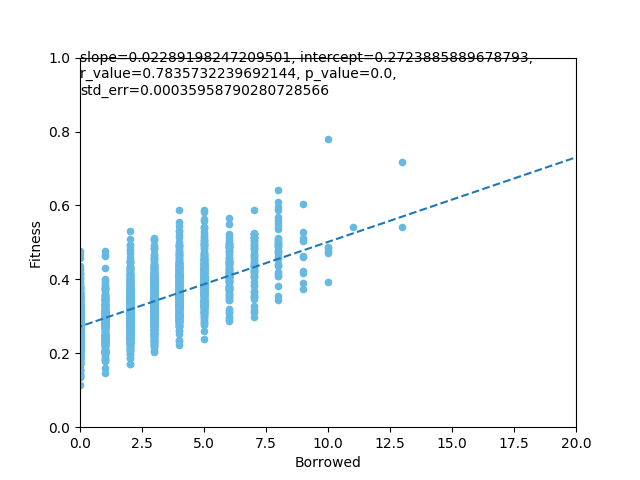 slope=0.02289198247209501, intercept=0.2723885889678793,
r_value=0.7835732239692144, p_value=0.0,
std_err=0.00035958790280728566
1.0
0.8
0.6
0.4
0.2
0.0
Fitness
0.0 2.5 5.0 7.5 10.0 12.5 15.0 17.5 20.0
Borrowed